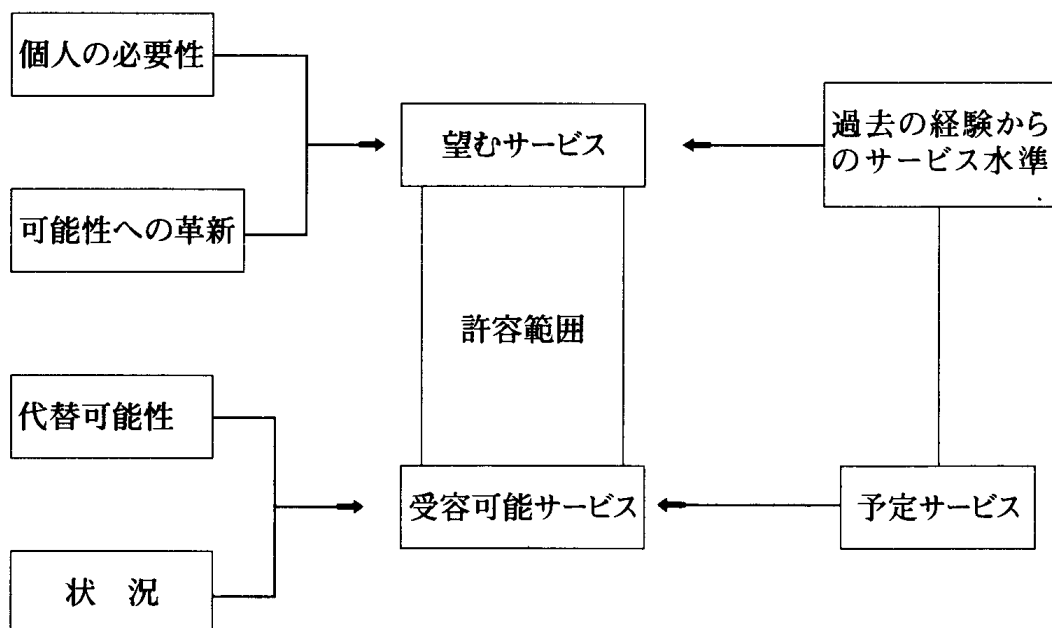 個人の必要性
可能性への革新
望むサービス
過去の経験から
のサービス水準
許容範囲
代替可能性
状 況
受容可能サービス
予定サービス